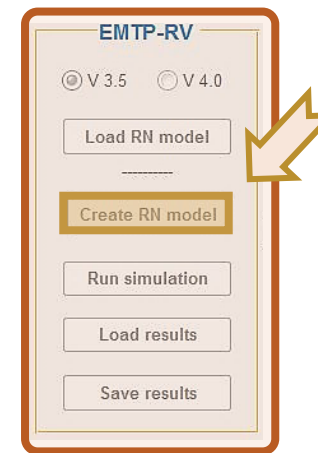 EMTP-RV
V 3.5 V 4.0
Load RN model
----------
Create RN model
Run simulation
Load results
Save results